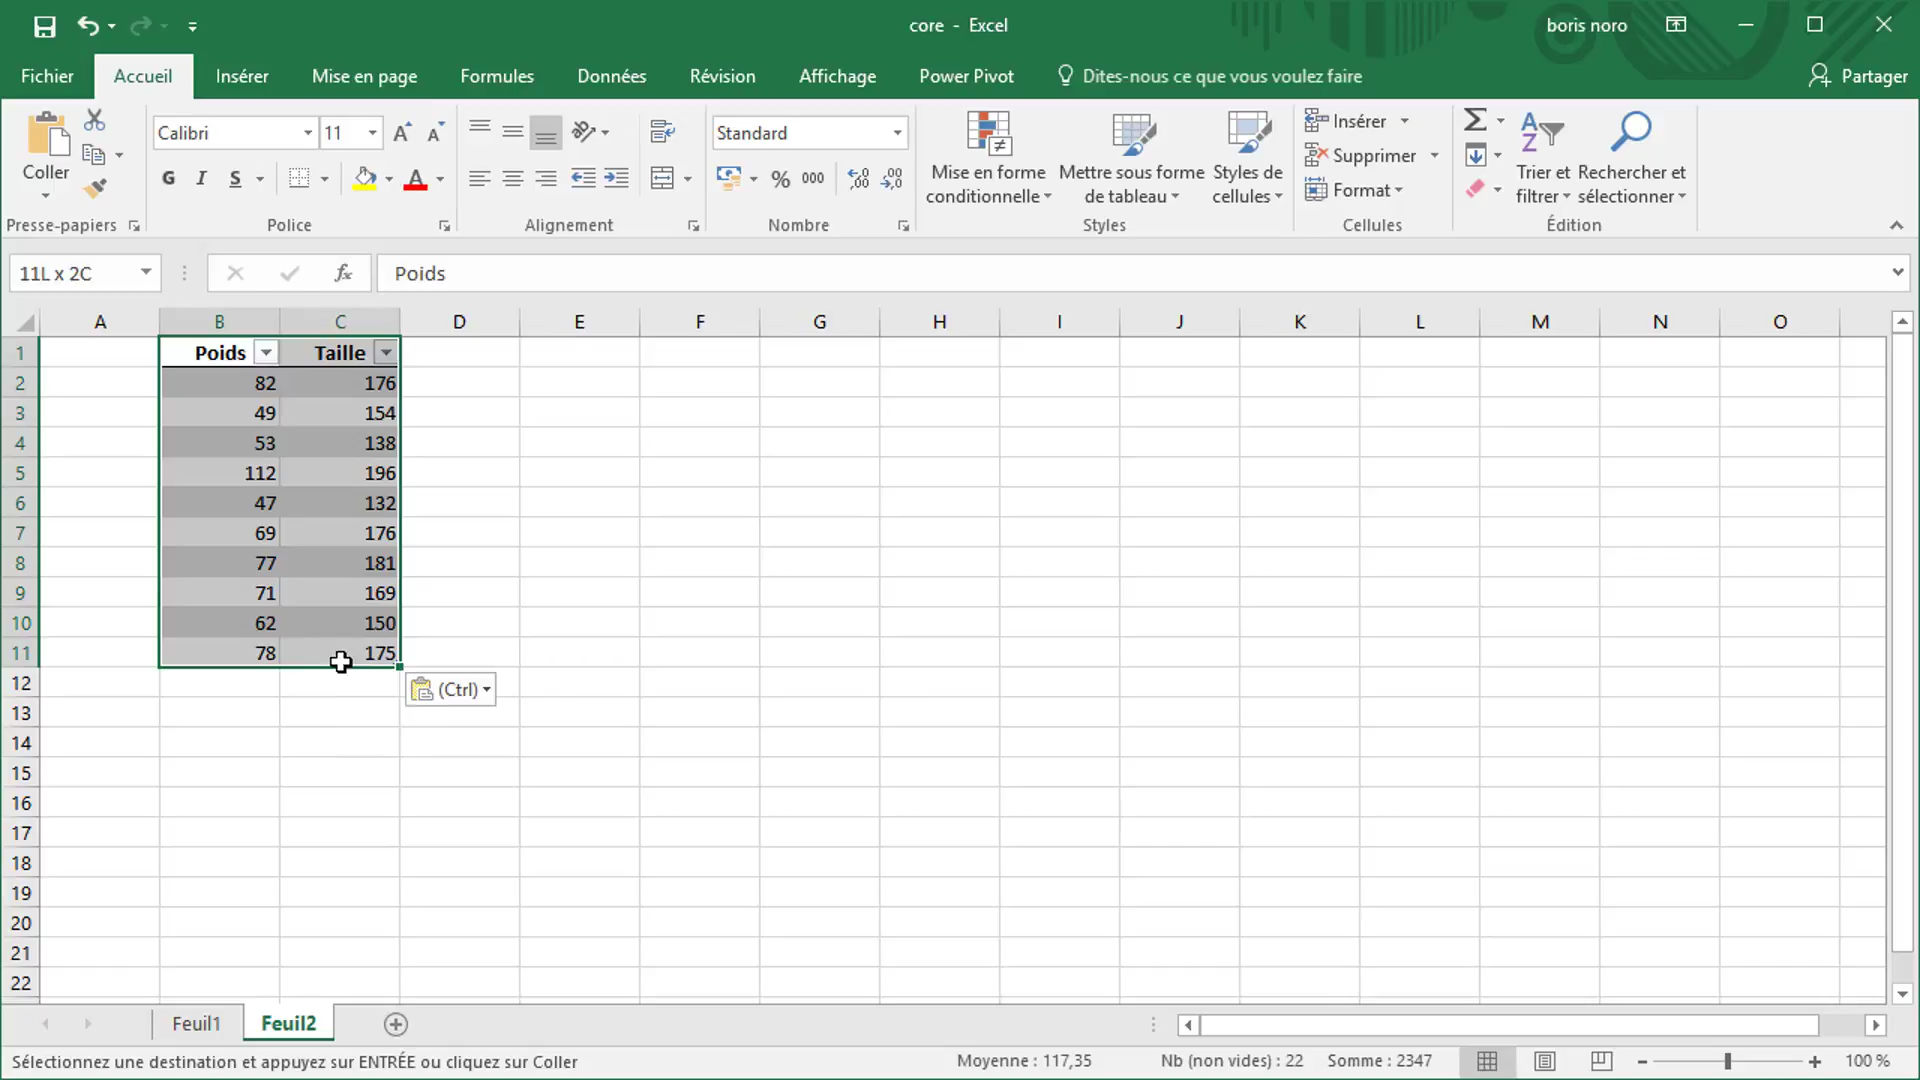 core - Excel
boris noro
Fichier Accueil Insérer Mise en page Formules Données Révision Affichage Power Pivot Dites-nous ce que vous voulez faire Partager
Coller
Presse-papiers
Calibri 11
G I S A
Police
Alignement
Standard
% 000
Nombre
Mise en forme conditionnelle
Mettre sous forme de tableau
Styles de cellules
Styles
Insérer
Supprimer
Format
Cellules
Trier et filtrer
Rechercher et sélectionner
Édition
11L x 2C fx Poids
A B C D E F G H I J K L M N O
1 Poids Taille
2 82 176
3 49 154
4 53 138
5 112 196
6 47 132
7 69 176
8 77 181
9 71 169
10 62 150
11 78 175
12 (Ctrl)
13
14
15
16
17
18
19
20
21
22
Feuil1 Feuil2
Sélectionnez une destination et appuyez sur ENTRÉE ou cliquez sur Coller Moyenne : 117,35 Nb (non vides) : 22 Somme : 2347 100 %